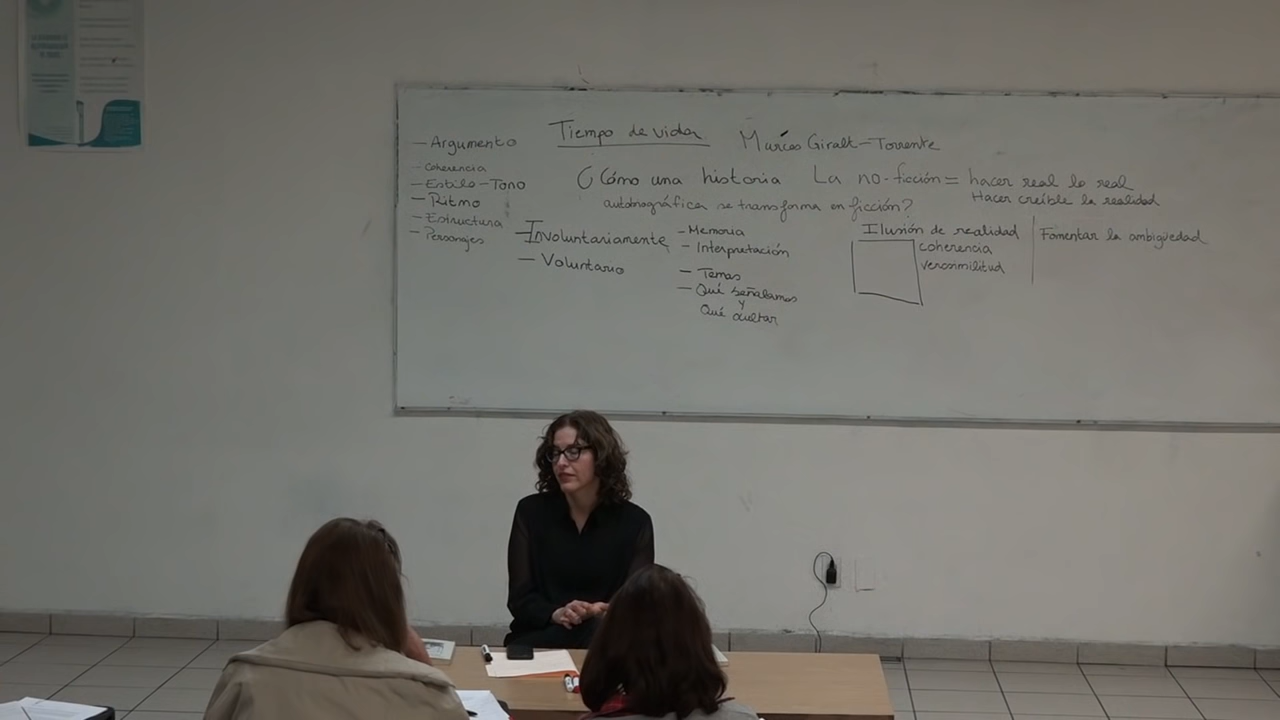 Tiempo de vida Marcos Giralt-Torrente
— Argumento
— Coherencia
— Estilo - Tono
— Ritmo
— Estructura
— Personajes
¿Cómo una historia
autobiográfica se transforma en ficción?
— Involuntariamente
— Voluntario
— Memoria
— Interpretación
— Temas
— Qué señalamos
y
Qué ocultar
La no-ficción = hacer real lo real
Hacer creíble la realidad
Ilusión de realidad
coherencia
verosimilitud
Fomentar la ambigüedad